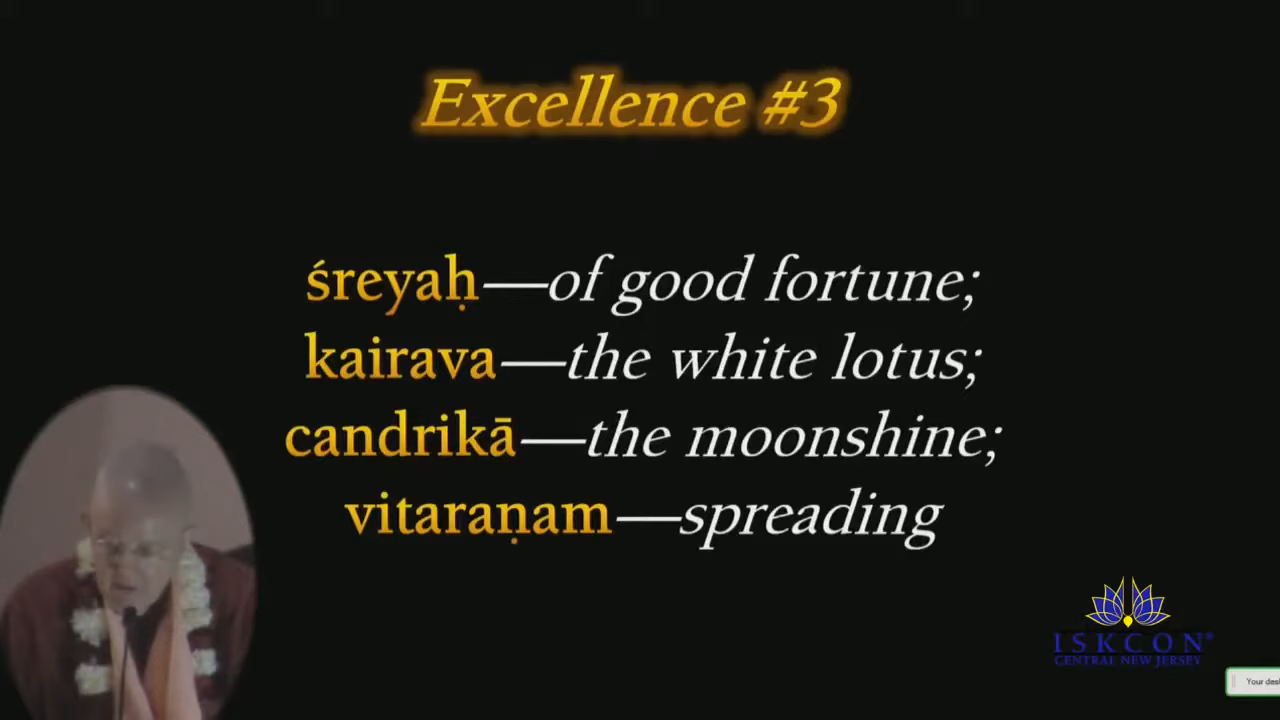 Excellence #3
śreyaḥ—of good fortune;
kairava—the white lotus;
candrikā—the moonshine;
vitaraṇam—spreading
ISKCON®
CENTRAL NEW JERSEY
Your